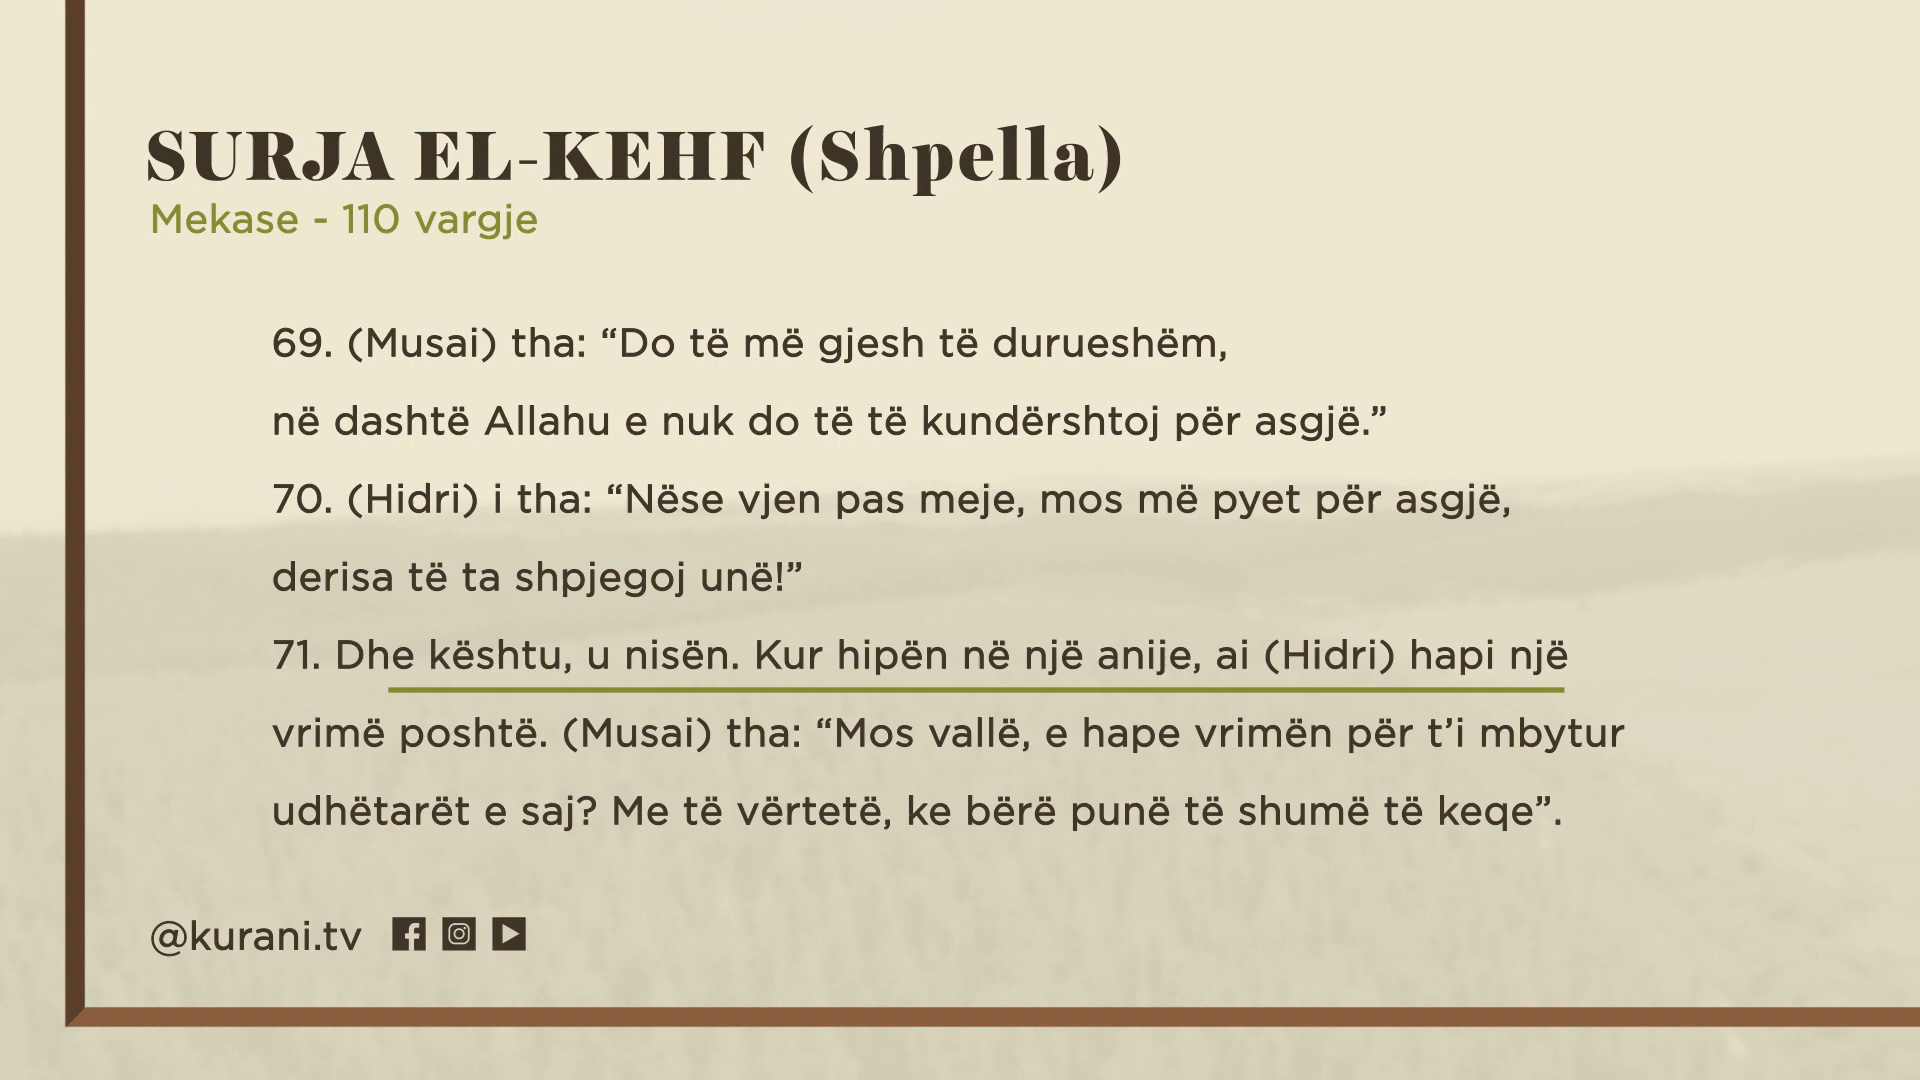 SURJA EL-KEHF (Shpella)
Mekase - 110 vargje
69. (Musai) tha: “Do të më gjesh të durueshëm,
në dashtë Allahu e nuk do të të kundërshtoj për asgjë.”
70. (Hidri) i tha: “Nëse vjen pas meje, mos më pyet për asgjë,
derisa të ta shpjegoj unë!”
71. Dhe kështu, u nisën. Kur hipën në një anije, ai (Hidri) hapi një
vrimë poshtë. (Musai) tha: “Mos vallë, e hape vrimën për t’i mbytur
udhëtarët e saj? Me të vërtetë, ke bërë punë të shumë të keqe”.
@kurani.tv